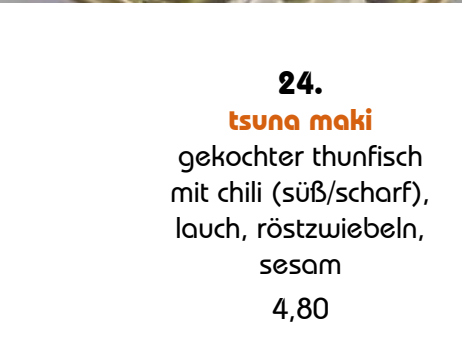 24.
tsuna maki
gekochter thunfisch
mit chili (süß/scharf),
lauch, röstzwiebeln,
sesam
4,80